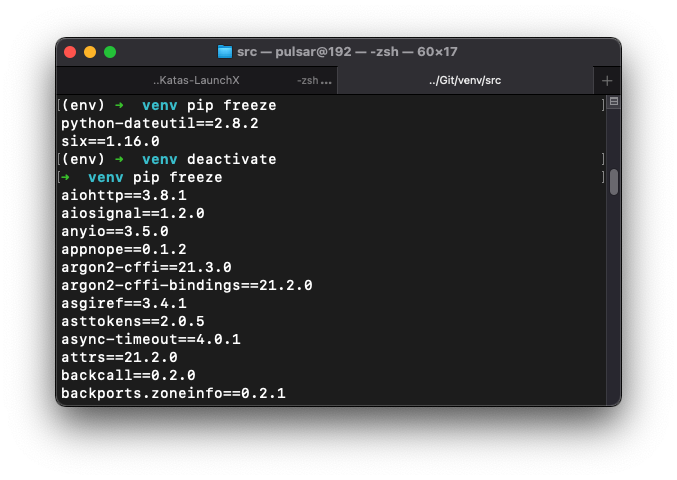 src — pulsar@192 — -zsh — 60×17
..Katas-LaunchX -zsh ... ../Git/venv/src +
[(env) ➜ venv pip freeze ]
python-dateutil==2.8.2
six==1.16.0
[(env) ➜ venv deactivate ]
[➜ venv pip freeze ]
aiohttp==3.8.1
aiosignal==1.2.0
anyio==3.5.0
appnope==0.1.2
argon2-cffi==21.3.0
argon2-cffi-bindings==21.2.0
asgiref==3.4.1
asttokens==2.0.5
async-timeout==4.0.1
attrs==21.2.0
backcall==0.2.0
backports.zoneinfo==0.2.1